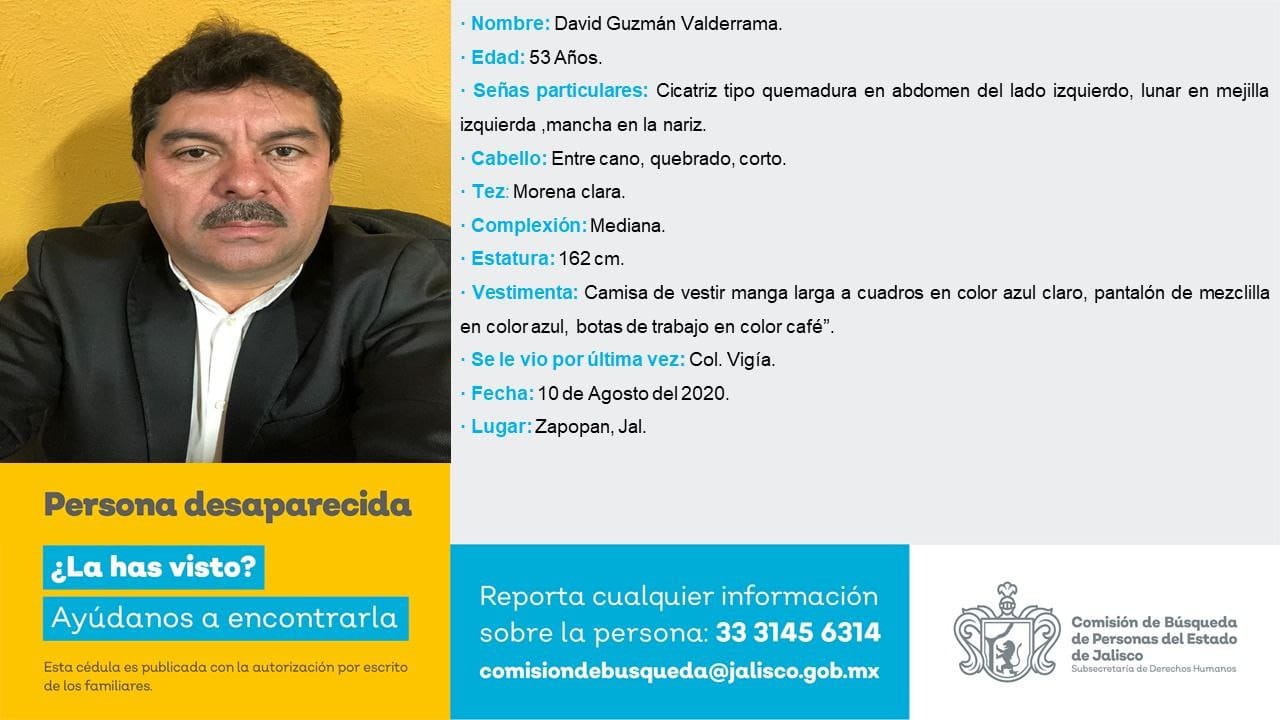 · Nombre: David Guzmán Valderrama.
· Edad: 53 Años.
· Señas particulares: Cicatriz tipo quemadura en abdomen del lado izquierdo, lunar en mejilla
izquierda ,mancha en la nariz.
· Cabello: Entre cano, quebrado, corto.
· Tez: Morena clara.
· Complexión: Mediana.
· Estatura: 162 cm.
· Vestimenta: Camisa de vestir manga larga a cuadros en color azul claro, pantalón de mezclilla
en color azul, botas de trabajo en color café”.
· Se le vio por última vez: Col. Vigía.
· Fecha: 10 de Agosto del 2020.
· Lugar: Zapopan, Jal.
Persona desaparecida
¿La has visto?
Ayúdanos a encontrarla
Esta cédula es publicada con la autorización por escrito
de los familiares.
Reporta cualquier información
sobre la persona: 33 3145 6314
comisiondebusqueda@jalisco.gob.mx
Comisión de Búsqueda
de Personas del Estado
de Jalisco
Subsecretaría de Derechos Humanos